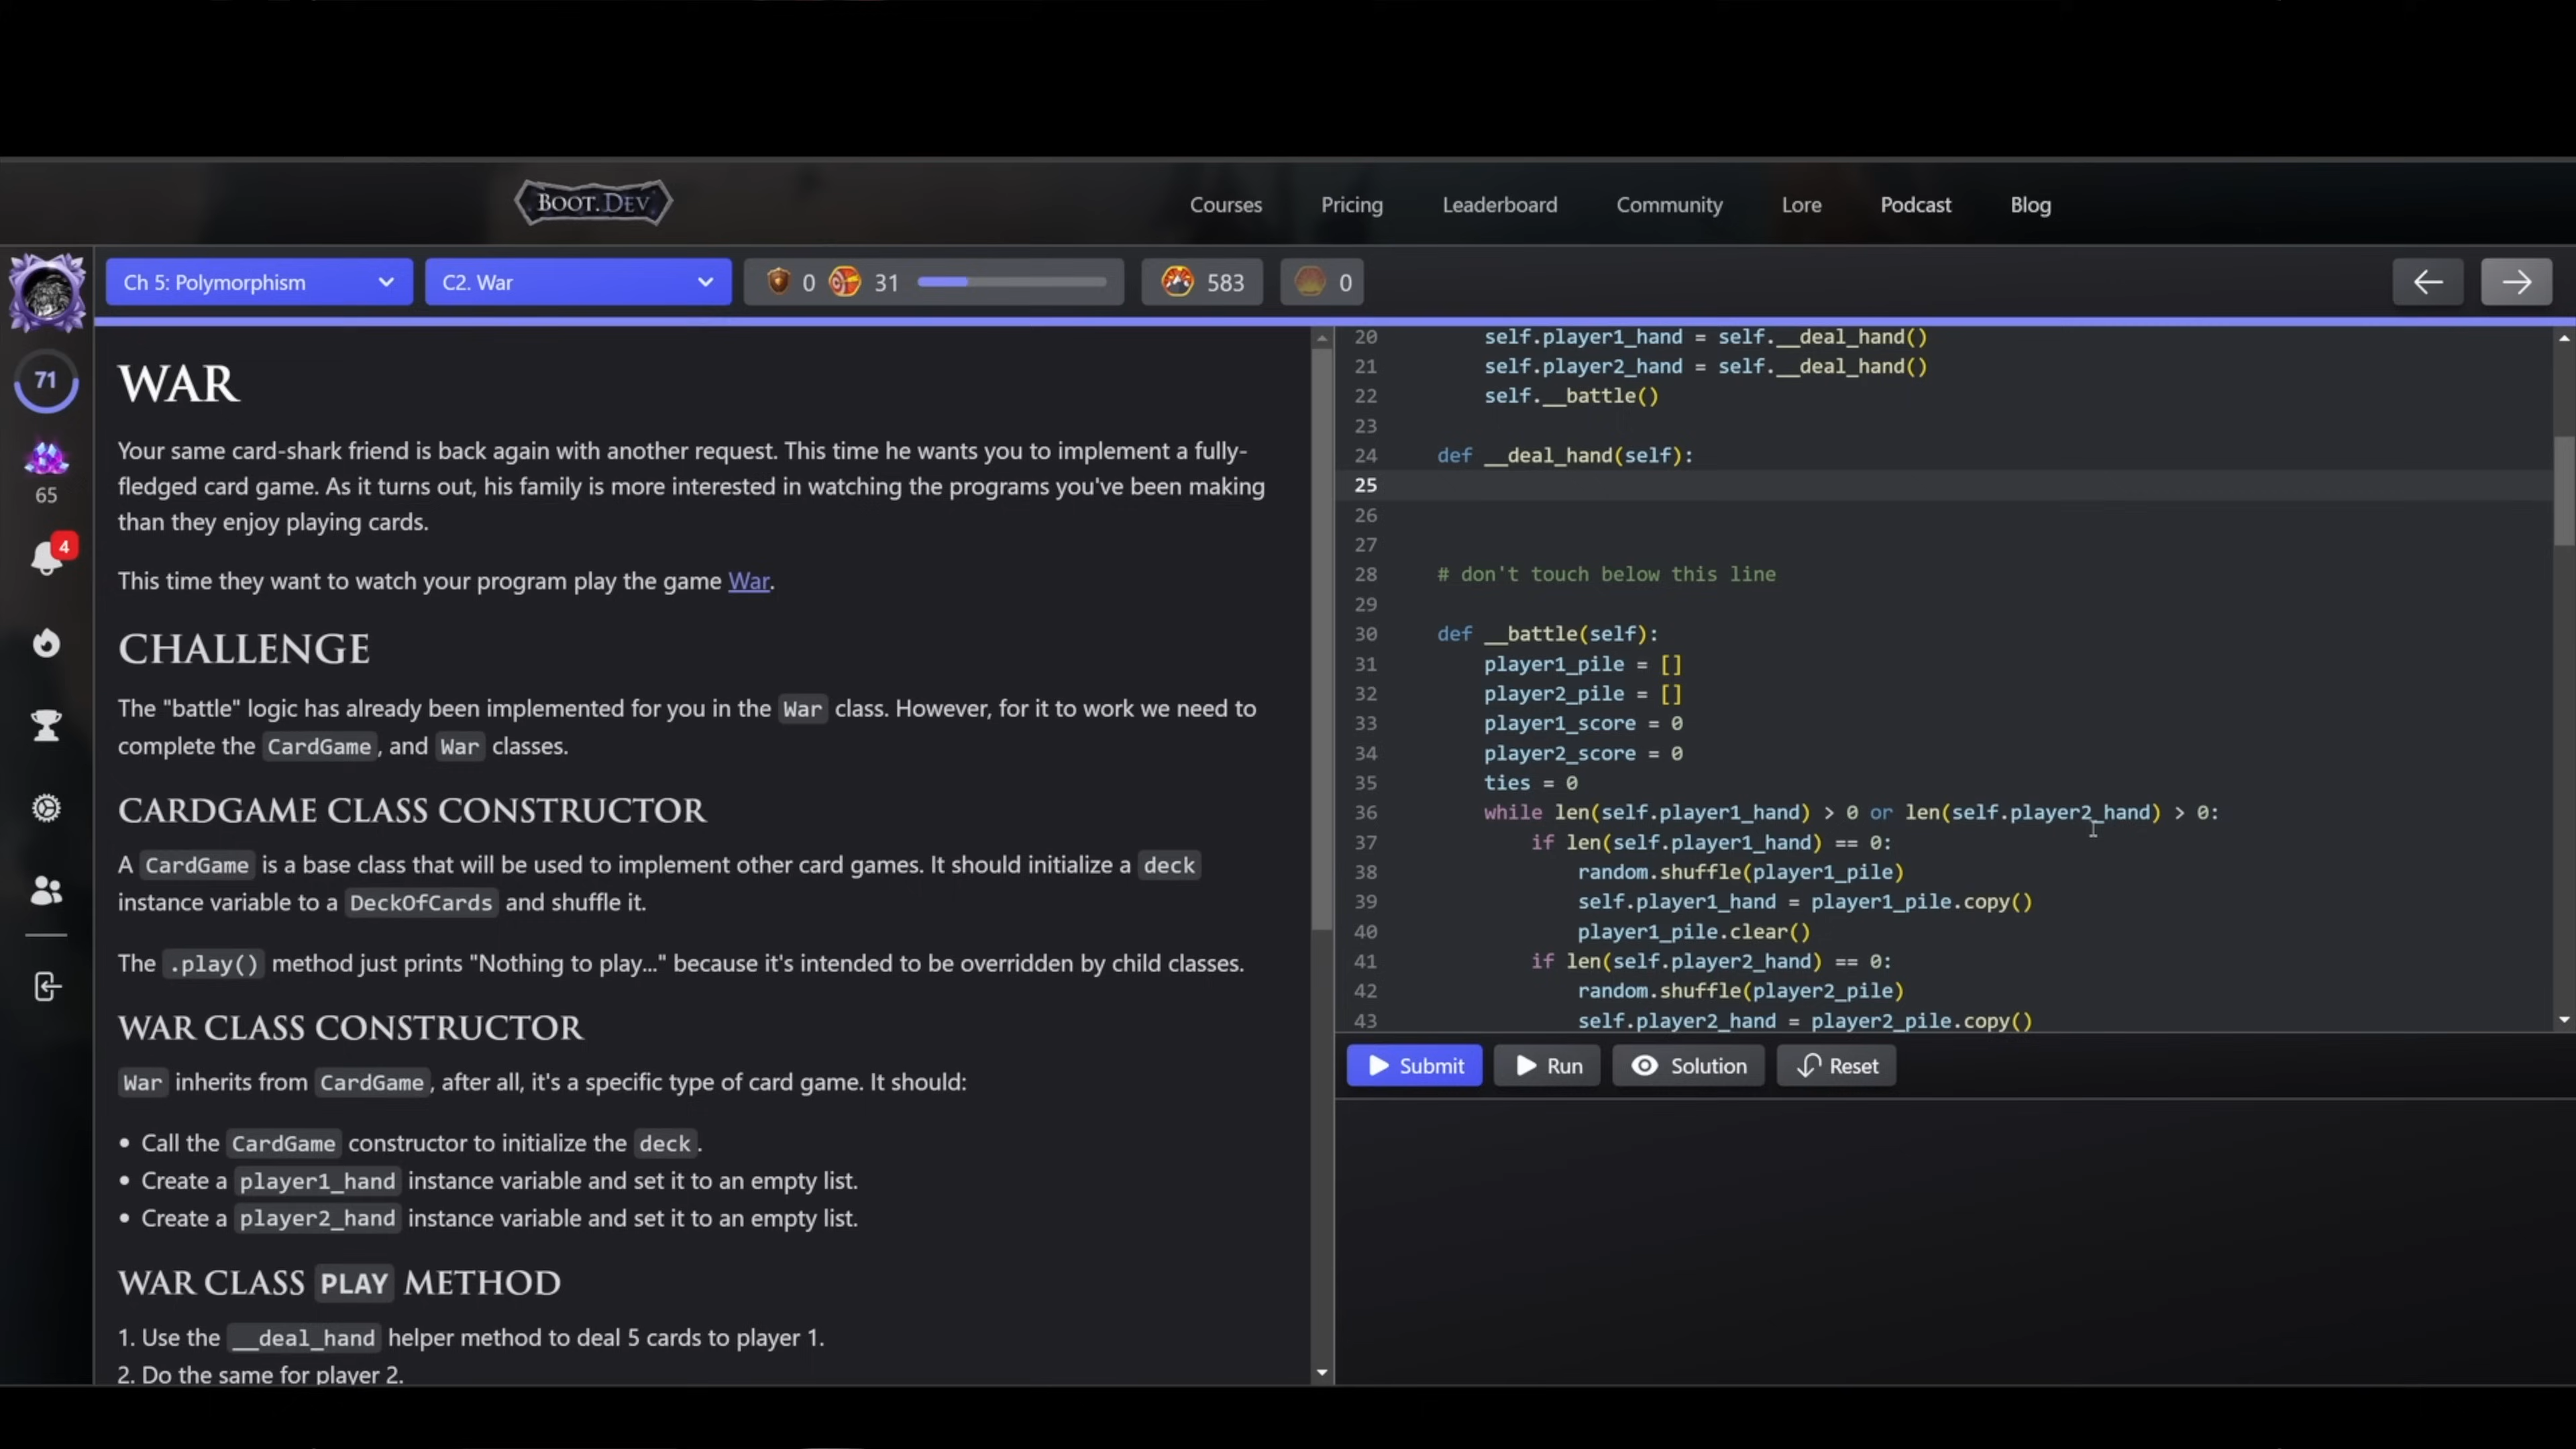 BOOT.DEV
Courses Pricing Leaderboard Community Lore Podcast Blog
Ch 5: Polymorphism C2. War 0 31 583 0
71
65
4
WAR
Your same card-shark friend is back again with another request. This time he wants you to implement a fully-
fledged card game. As it turns out, his family is more interested in watching the programs you've been making
than they enjoy playing cards.
This time they want to watch your program play the game War.
CHALLENGE
The "battle" logic has already been implemented for you in the War class. However, for it to work we need to
complete the CardGame, and War classes.
CARDGAME CLASS CONSTRUCTOR
A CardGame is a base class that will be used to implement other card games. It should initialize a deck
instance variable to a DeckOfCards and shuffle it.
The .play() method just prints "Nothing to play..." because it's intended to be overridden by child classes.
WAR CLASS CONSTRUCTOR
War inherits from CardGame, after all, it's a specific type of card game. It should:
• Call the CardGame constructor to initialize the deck.
• Create a player1_hand instance variable and set it to an empty list.
• Create a player2_hand instance variable and set it to an empty list.
WAR CLASS PLAY METHOD
1. Use the __deal_hand helper method to deal 5 cards to player 1.
2. Do the same for player 2.
20 self.player1_hand = self.__deal_hand()
21 self.player2_hand = self.__deal_hand()
22 self.__battle()
23
24 def __deal_hand(self):
25
26
27
28 # don't touch below this line
29
30 def __battle(self):
31 player1_pile = []
32 player2_pile = []
33 player1_score = 0
34 player2_score = 0
35 ties = 0
36 while len(self.player1_hand) > 0 or len(self.player2_hand) > 0:
37 if len(self.player1_hand) == 0:
38 random.shuffle(player1_pile)
39 self.player1_hand = player1_pile.copy()
40 player1_pile.clear()
41 if len(self.player2_hand) == 0:
42 random.shuffle(player2_pile)
43 self.player2_hand = player2_pile.copy()
Submit Run Solution Reset